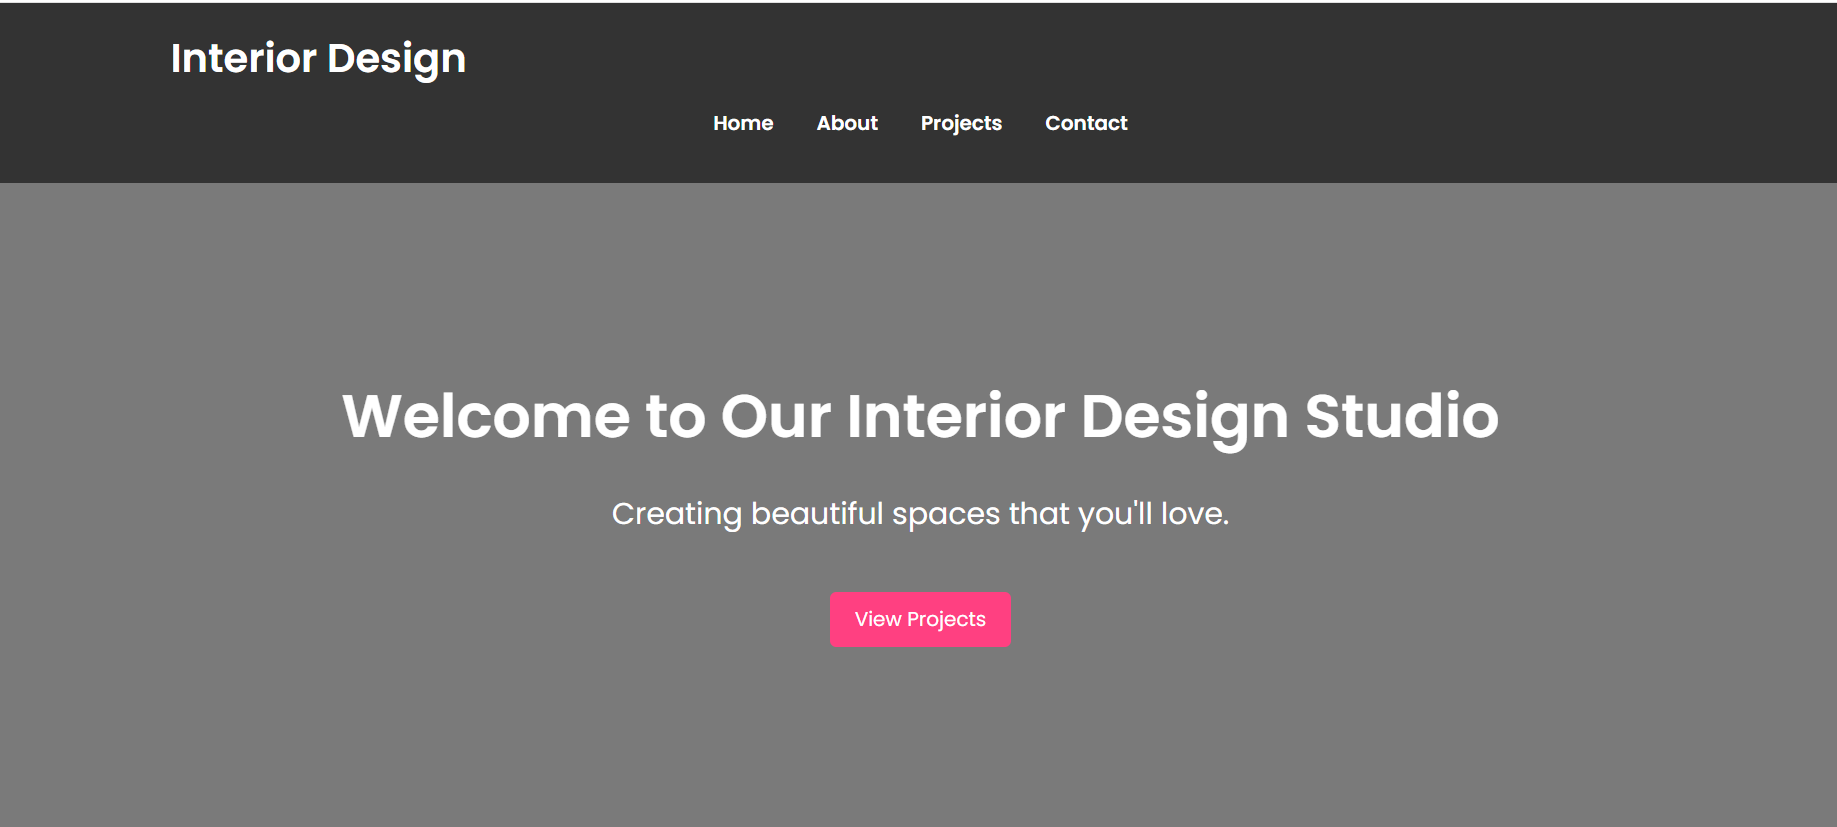 Interior Design
Home About Projects Contact
Welcome to Our Interior Design Studio
Creating beautiful spaces that you'll love.
View Projects